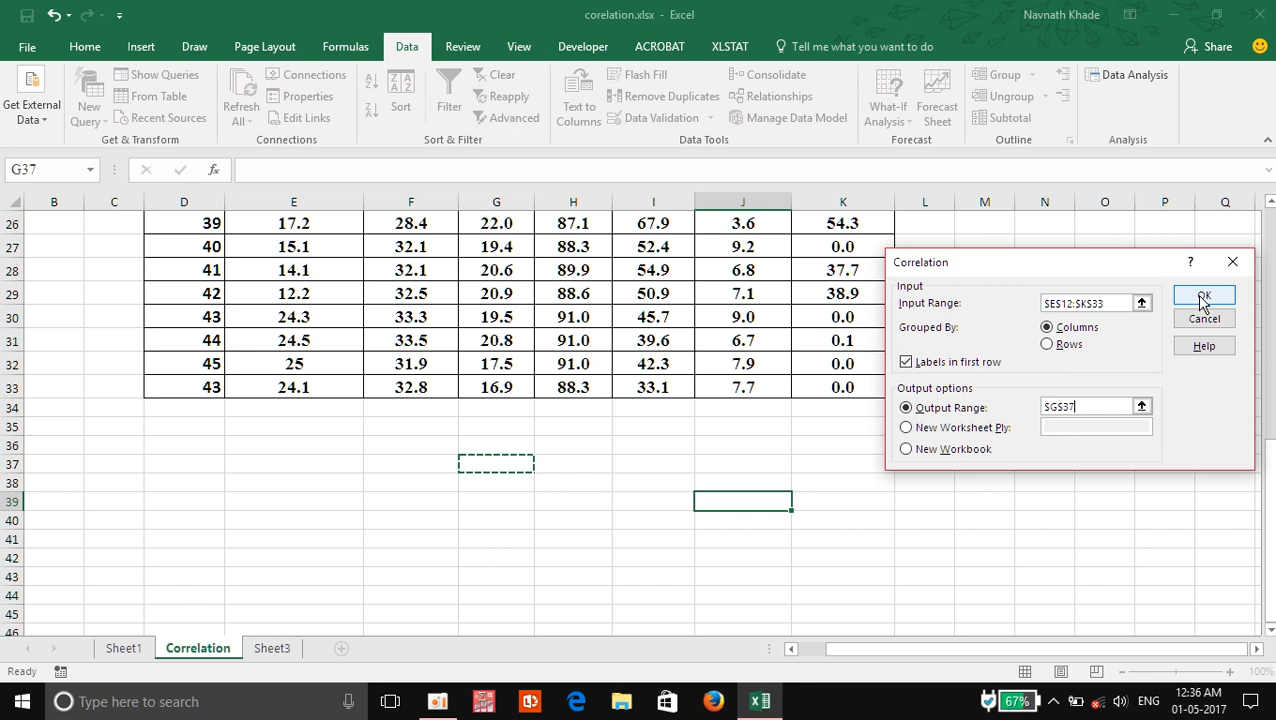 corelation.xlsx - Excel
Navnath Khade
File Home Insert Draw Page Layout Formulas Data Review View Developer ACROBAT XLSTAT Tell me what you want to do Share
Get External Data
New Query
Show Queries
From Table
Recent Sources
Get & Transform
Refresh All
Connections
Properties
Edit Links
Connections
Sort
Filter
Clear
Reapply
Advanced
Sort & Filter
Text to Columns
Flash Fill
Remove Duplicates
Data Validation
Consolidate
Relationships
Manage Data Model
Data Tools
What-If Analysis
Forecast Sheet
Forecast
Group
Ungroup
Subtotal
Outline
Data Analysis
Analysis
G37 fx
B C D E F G H I J K L M N O P Q
26 39 17.2 28.4 22.0 87.1 67.9 3.6 54.3
27 40 15.1 32.1 19.4 88.3 52.4 9.2 0.0
28 41 14.1 32.1 20.6 89.9 54.9 6.8 37.7
29 42 12.2 32.5 20.9 88.6 50.9 7.1 38.9
30 43 24.3 33.3 19.5 91.0 45.7 9.0 0.0
31 44 24.5 33.5 20.8 91.0 39.6 6.7 0.1
32 45 25 31.9 17.5 91.0 42.3 7.9 0.0
33 43 24.1 32.8 16.9 88.3 33.1 7.7 0.0
34
35
36
37
38
39
40
41
42
43
44
45
46
Correlation ?
Input
Input Range: $E$12:$K$33
Grouped By: Columns
Rows
Labels in first row
Output options
Output Range: $G$37
New Worksheet Ply:
New Workbook
OK
Cancel
Help
Sheet1 Correlation Sheet3
Ready 100%
Type here to search
67% ENG 12:36 AM
01-05-2017